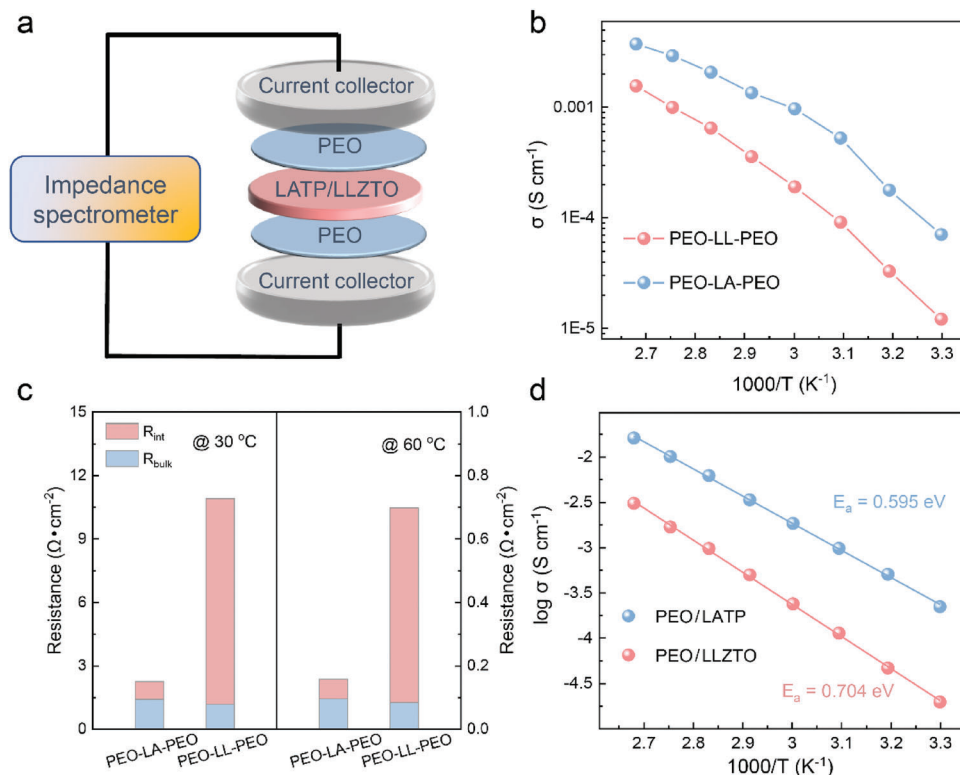 a
Current collector
PEO
LATP/LLZTO
PEO
Current collector
Impedance
spectrometer
b
σ (S cm⁻¹)
0.001
1E-4
1E-5
PEO-LL-PEO
PEO-LA-PEO
2.7 2.8 2.9 3 3.1 3.2 3.3
1000/T (K⁻¹)
c
Resistance (Ω•cm⁻²)
15
12
9
6
3
0
R_int
R_bulk
@ 30 °C
@ 60 °C
1.0
0.8
0.6
0.4
0.2
0.0
Resistance (Ω•cm⁻²)
PEO-LA-PEO PEO-LL-PEO PEO-LA-PEO PEO-LL-PEO
d
log σ (S cm⁻¹)
-2
-2.5
-3
-3.5
-4
-4.5
Eₐ = 0.595 eV
PEO/LATP
PEO/LLZTO
Eₐ = 0.704 eV
2.7 2.8 2.9 3 3.1 3.2 3.3
1000/T (K⁻¹)